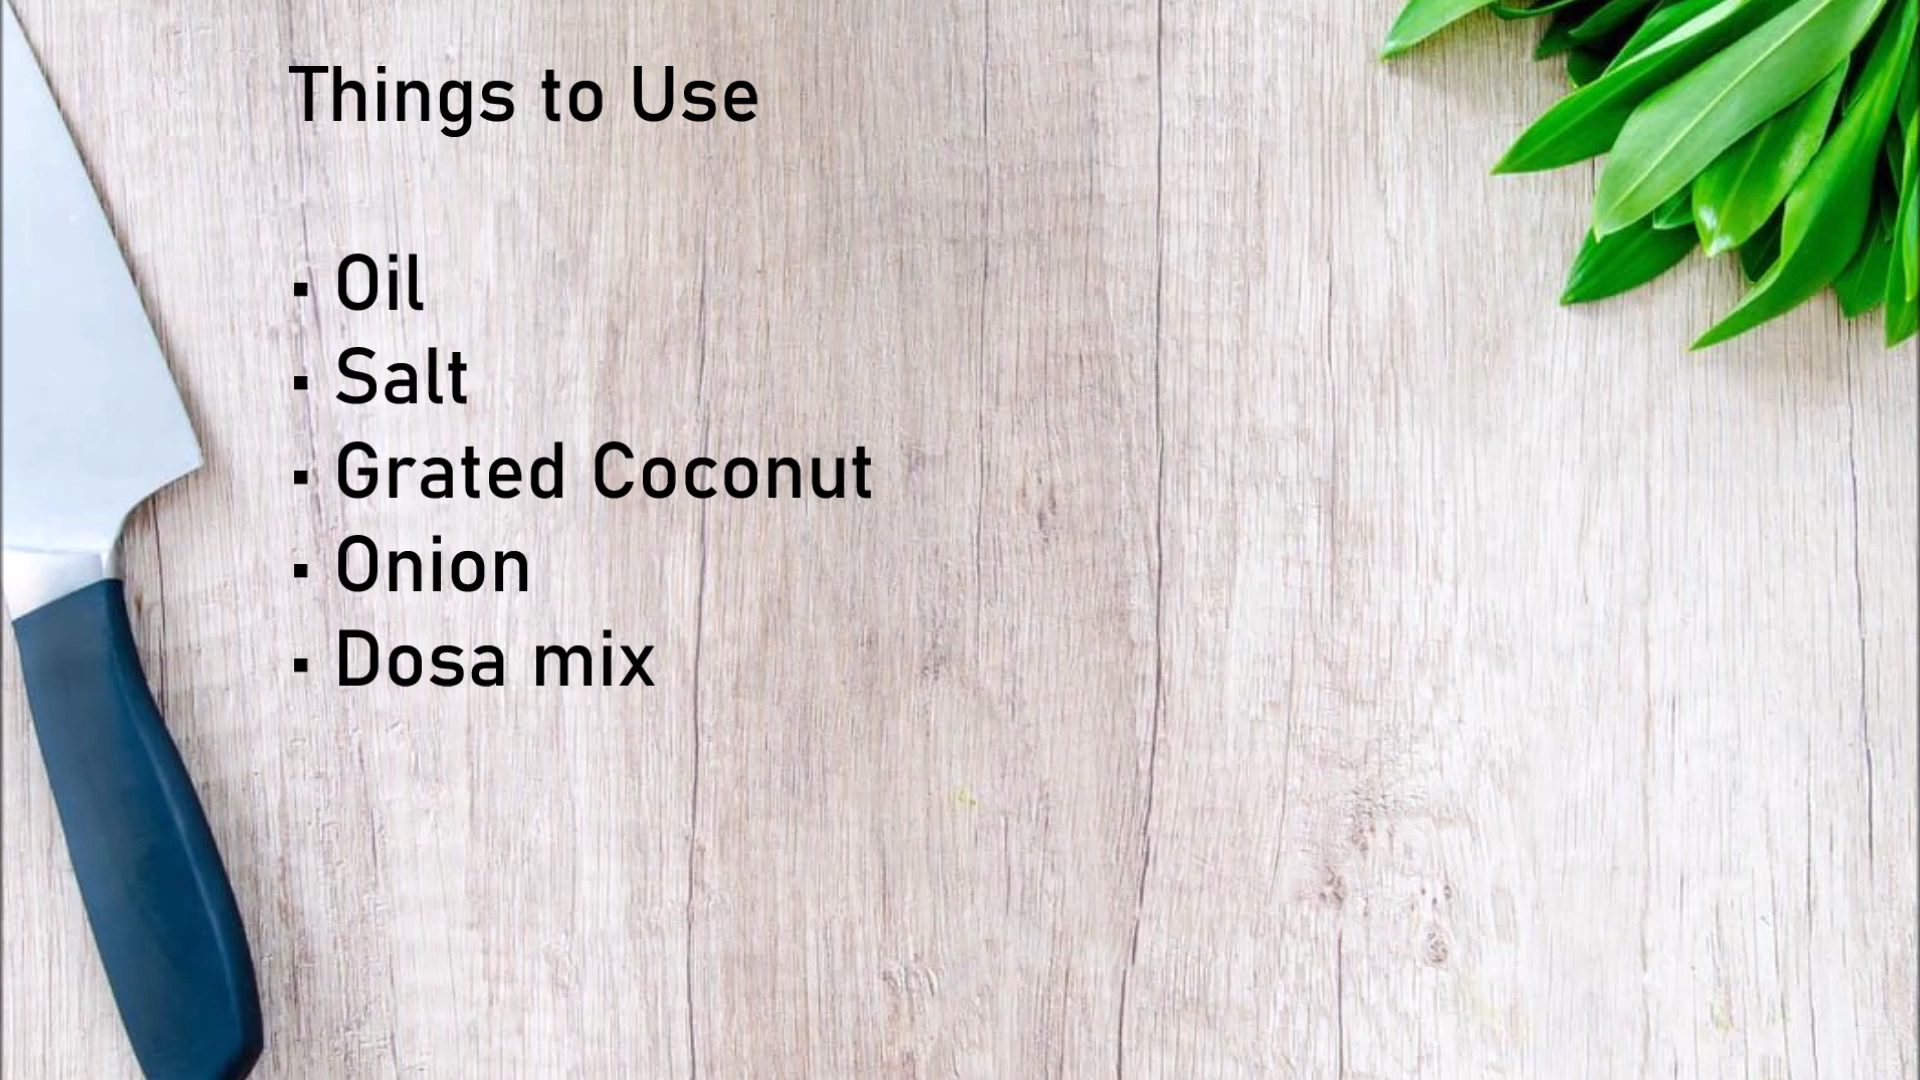 Things to Use
▪ Oil
▪ Salt
▪ Grated Coconut
▪ Onion
▪ Dosa mix